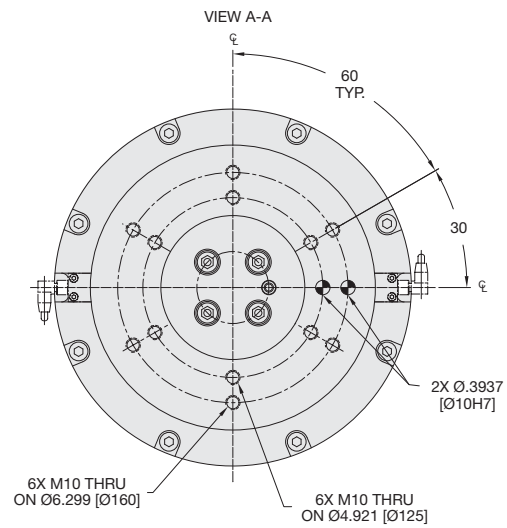 VIEW A-A
℄
60
TYP.
30
℄
2X Ø.3937
[Ø10H7]
6X M10 THRU
ON Ø6.299 [Ø160]
6X M10 THRU
ON Ø4.921 [Ø125]